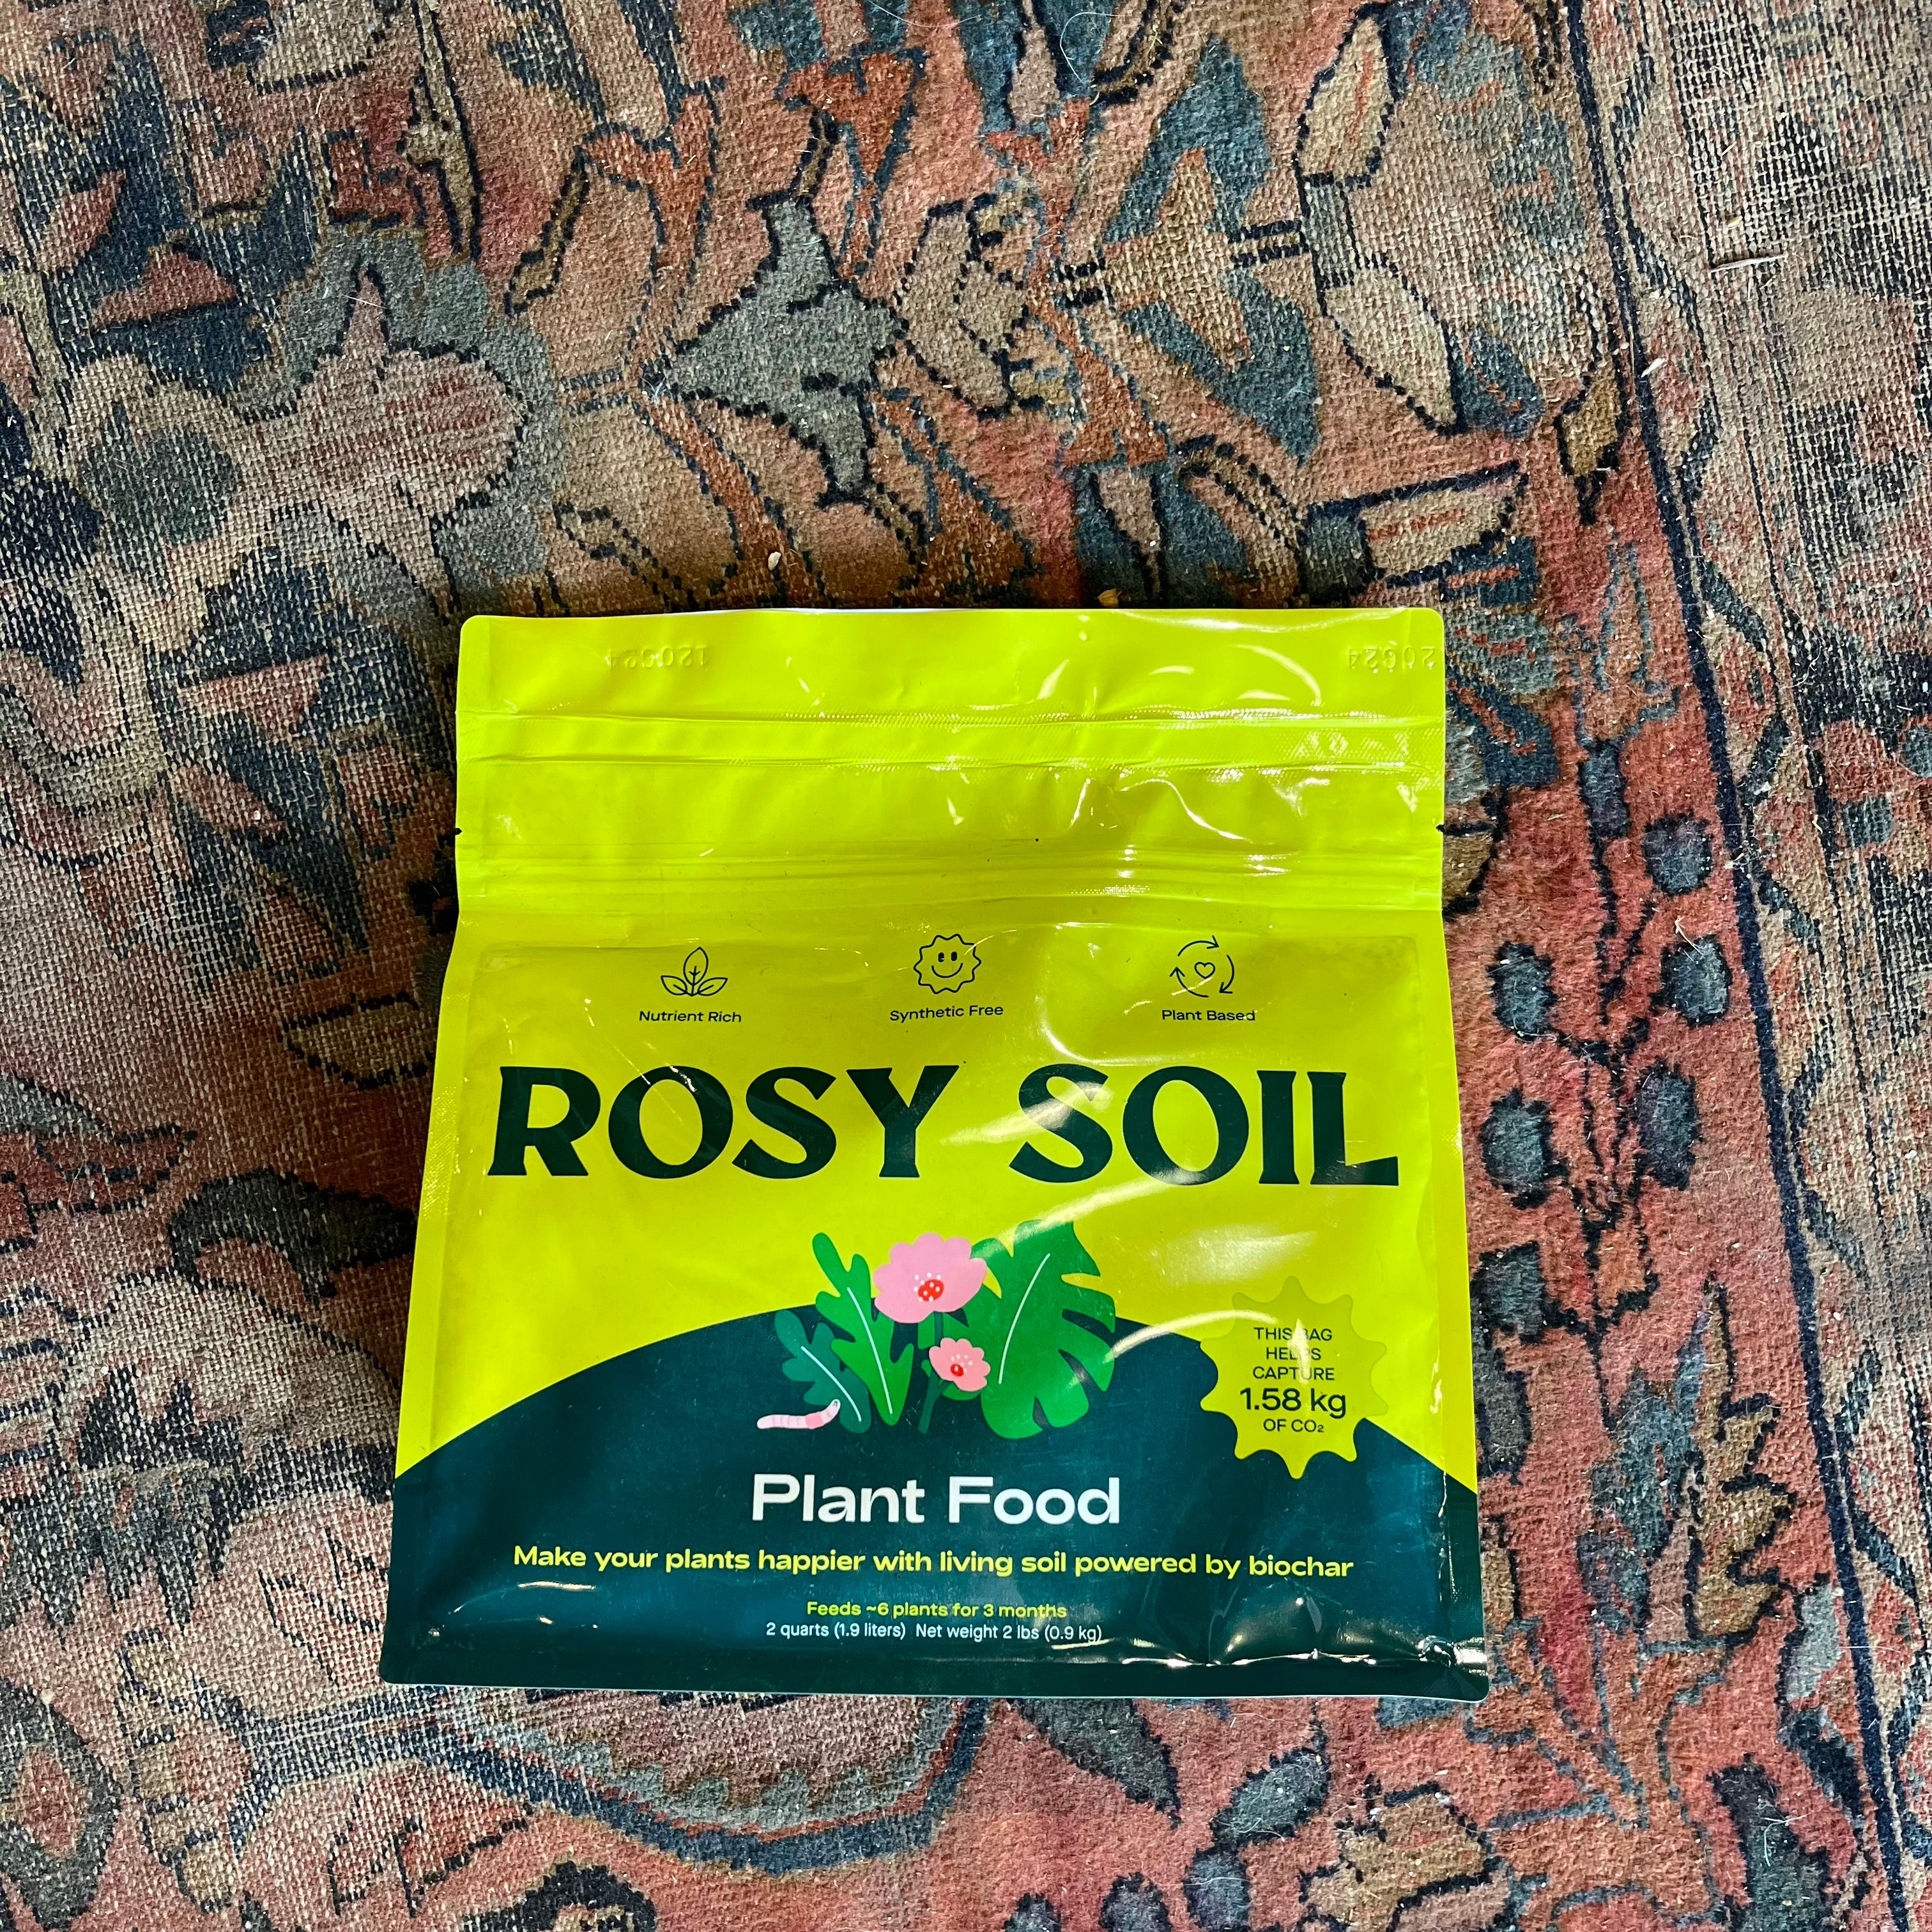 120624
20624
Nutrient Rich
Synthetic Free
Plant Based
ROSY SOIL
THIS BAG
HELPS
CAPTURE
1.58 kg
OF CO₂
Plant Food
Make your plants happier with living soil powered by biochar
Feeds ~6 plants for 3 months
2 quarts (1.9 liters) Net weight 2 lbs (0.9 kg)